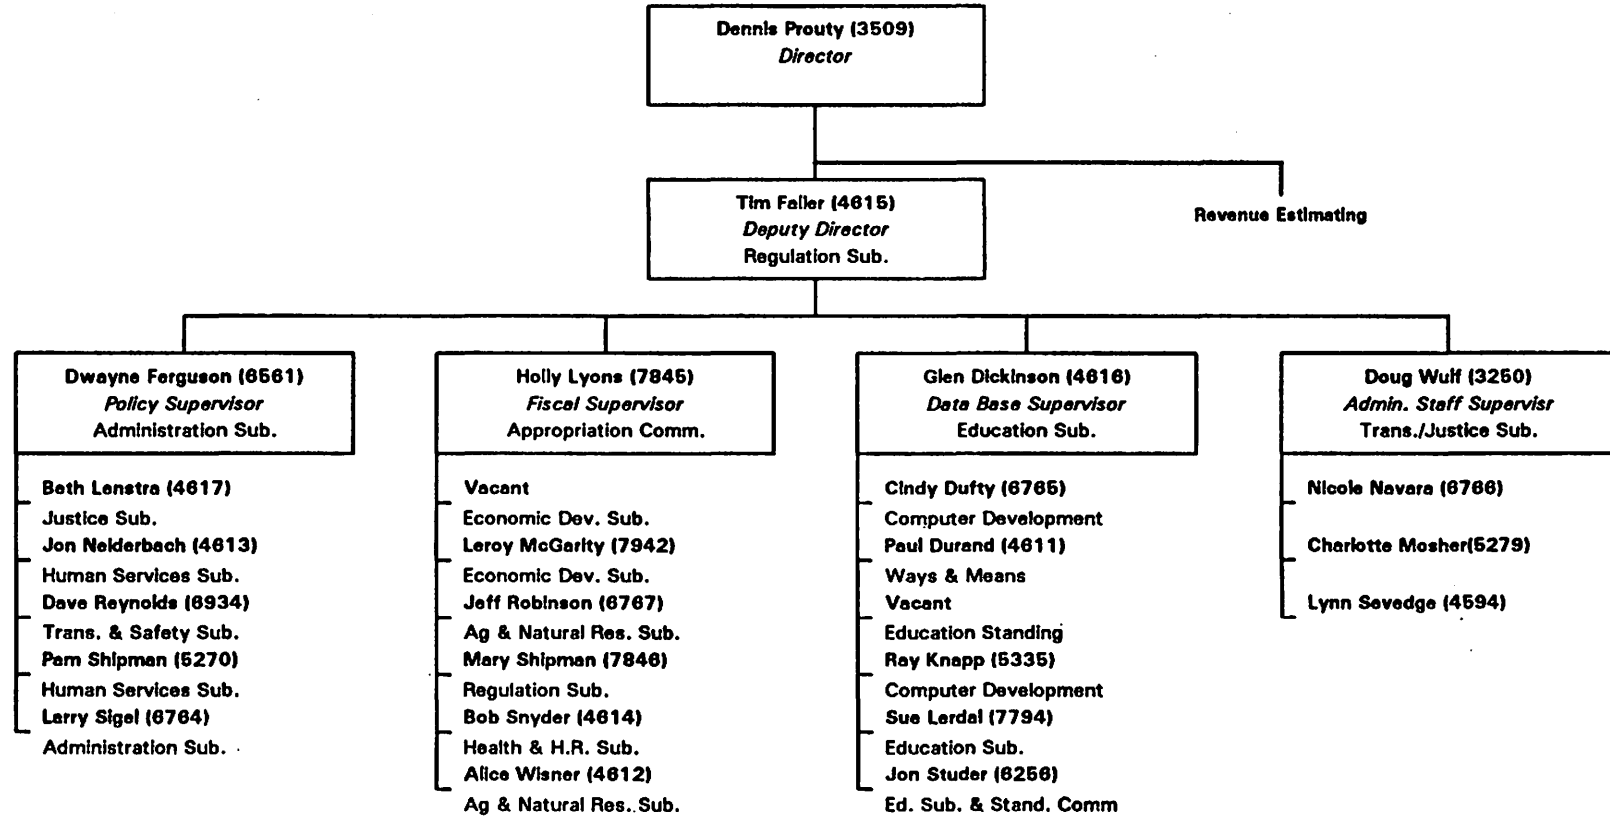 Dennis Prouty (3509)
Director
Tim Faller (4615)
Deputy Director
Regulation Sub.
Revenue Estimating
Dwayne Ferguson (6561)
Policy Supervisor
Administration Sub.
Beth Lenstra (4617)
Justice Sub.
Jon Neiderbach (4613)
Human Services Sub.
Dave Reynolds (6934)
Trans. & Safety Sub.
Pam Shipman (5270)
Human Services Sub.
Larry Sigel (6764)
Administration Sub.
Holly Lyons (7845)
Fiscal Supervisor
Appropriation Comm.
Vacant
Economic Dev. Sub.
Leroy McGarity (7942)
Economic Dev. Sub.
Jeff Robinson (6767)
Ag & Natural Res. Sub.
Mary Shipman (7846)
Regulation Sub.
Bob Snyder (4614)
Health & H.R. Sub.
Alice Wisner (4612)
Ag & Natural Res. Sub.
Glen Dickinson (4616)
Data Base Supervisor
Education Sub.
Cindy Dufty (6765)
Computer Development
Paul Durand (4611)
Ways & Means
Vacant
Education Standing
Ray Knapp (5335)
Computer Development
Sue Lerdal (7794)
Education Sub.
Jon Studer (6256)
Ed. Sub. & Stand. Comm
Doug Wulf (3250)
Admin. Staff Supervisr
Trans./Justice Sub.
Nicole Navara (6766)
Charlotte Mosher(5279)
Lynn Sevedge (4594)